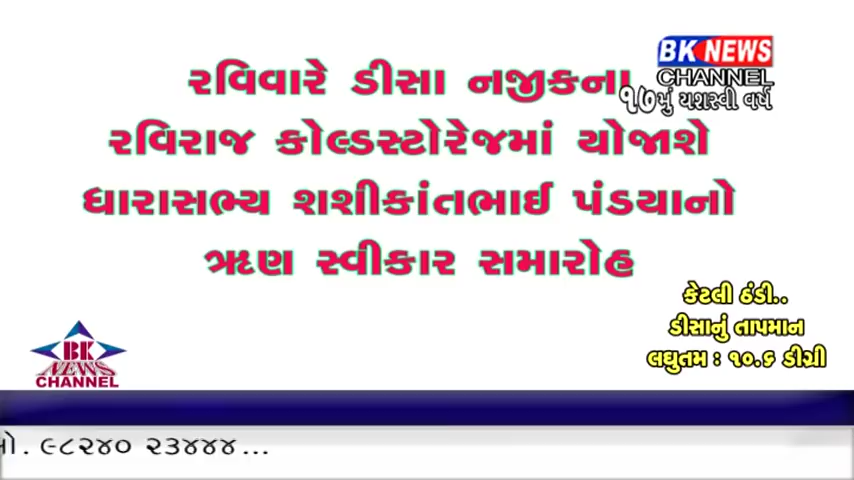 રવિવારે ડીસા નજીકના
રવિરાજ કોલ્ડસ્ટોરેજમાં યોજાશે
ધારાસભ્ય શશીકાંતભાઈ પંડયાનો
ઋણ સ્વીકાર સમારોહ
BK NEWS
CHANNEL
૧૭મું યશસ્વી વર્ષ
કેટલી ઠંડી..
ડીસાનું તાપમાન
લઘુતમ : ૧૦.૬ ડીગ્રી
BK
NEWS
CHANNEL
મો. ૯૮૨૪૦ ૨૩૪૪૪...